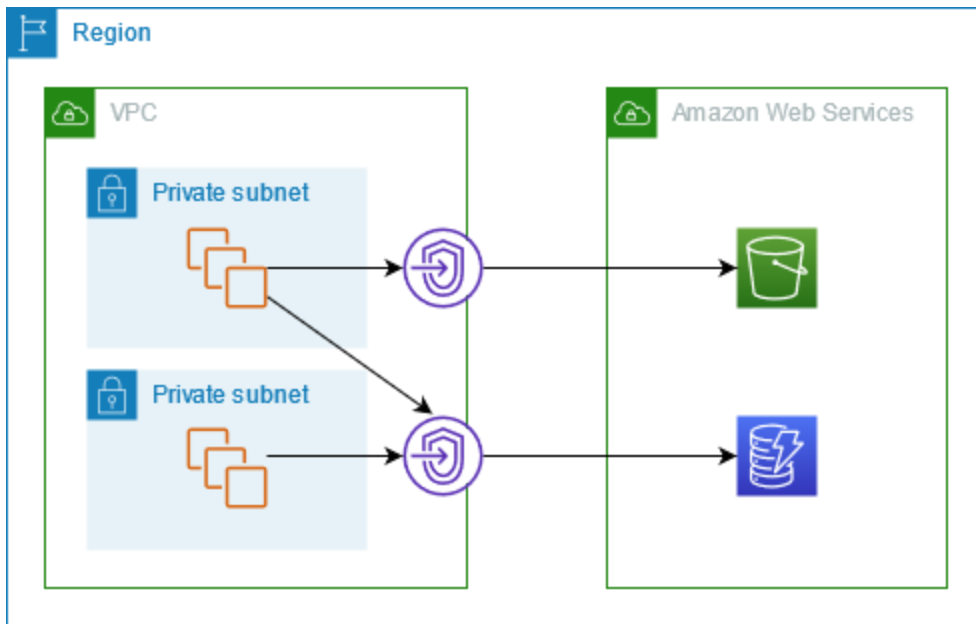 Region
VPC
Amazon Web Services
Private subnet
Private subnet